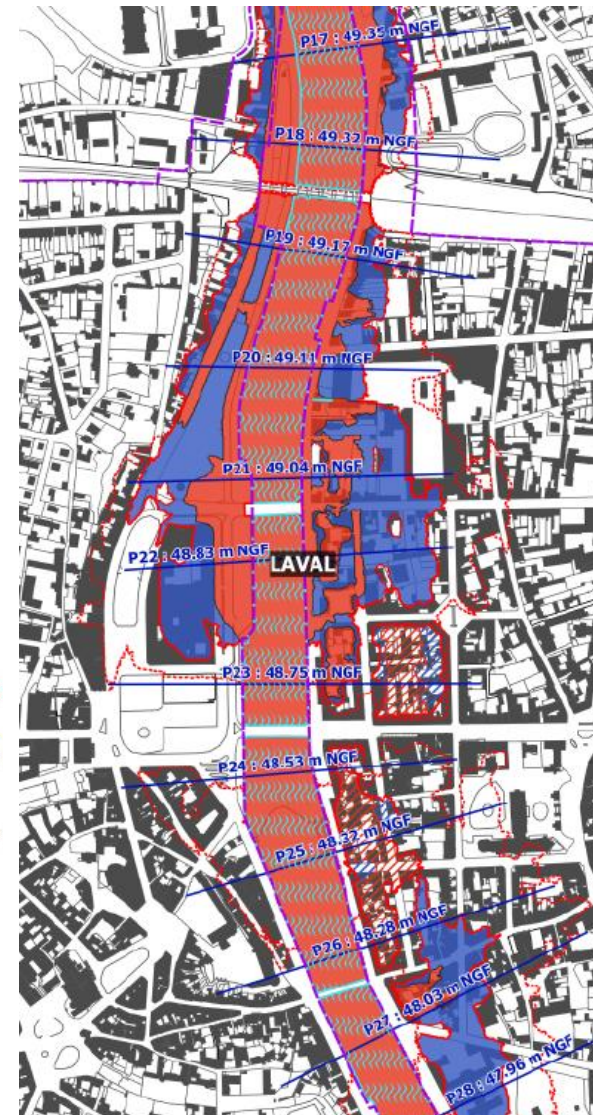 P17 : 49.35 m NGF
P18 : 49.32 m NGF
P19 : 49.17 m NGF
P20 : 49.11 m NGF
P21 : 49.04 m NGF
P22 : 48.83 m NGF
LAVAL
1
P23 : 48.75 m NGF
P24 : 48.53 m NGF
P25 : 48.32 m NGF
P26 : 48.28 m NGF
P27 : 48.03 m NGF
P28 : 47.96 m NGF